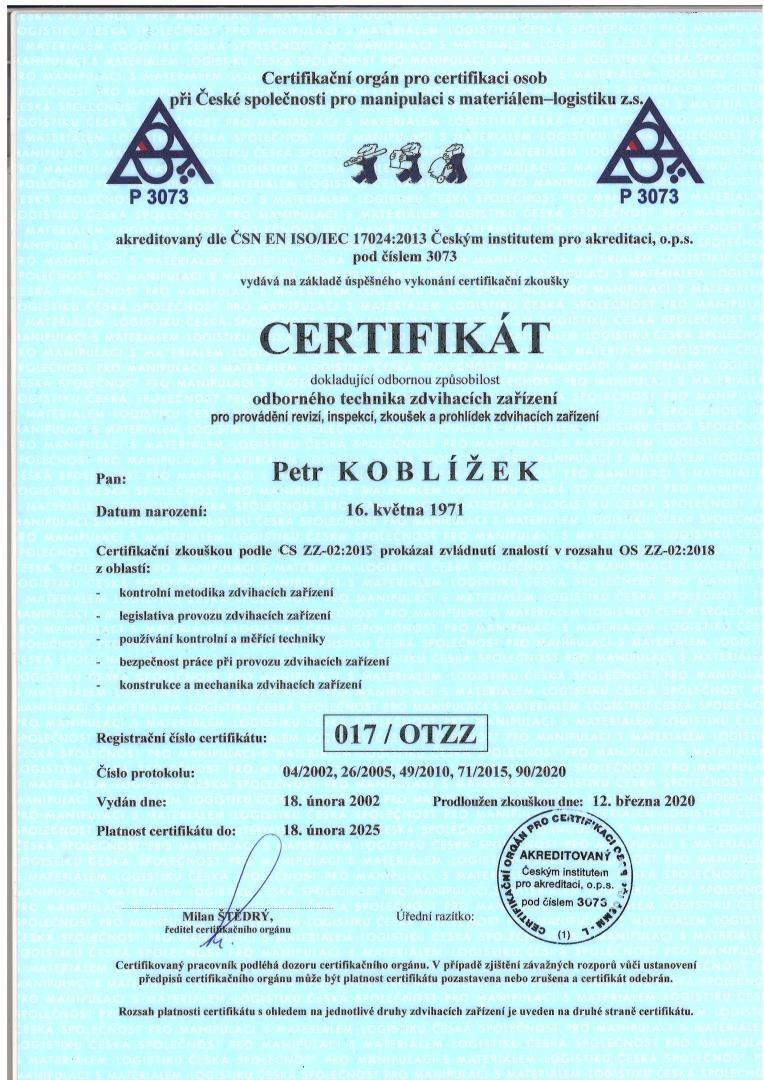 Certifikační orgán pro certifikaci osob
při České společnosti pro manipulaci s materiálem–logistiku z.s.
P 3073
P 3073
akreditovaný dle ČSN EN ISO/IEC 17024:2013 Českým institutem pro akreditaci, o.p.s.
pod číslem 3073
vydává na základě úspěšného vykonání certifikační zkoušky
CERTIFIKÁT
dokladující odbornou způsobilost
odborného technika zdvihacích zařízení
pro provádění revizí, inspekcí, zkoušek a prohlídek zdvihacích zařízení
Pan: Petr KOBLÍŽEK
Datum narození: 16. května 1971
Certifikační zkouškou podle CS ZZ-02:2015 prokázal zvládnutí znalostí v rozsahu OS ZZ-02:2018
z oblastí:
- kontrolní metodika zdvihacích zařízení
- legislativa provozu zdvihacích zařízení
- používání kontrolní a měřící techniky
- bezpečnost práce při provozu zdvihacích zařízení
- konstrukce a mechanika zdvihacích zařízení
Registrační číslo certifikátu: 017 / OTZZ
Číslo protokolu: 04/2002, 26/2005, 49/2010, 71/2015, 90/2020
Vydán dne: 18. února 2002 Prodloužen zkouškou dne: 12. března 2020
Platnost certifikátu do: 18. února 2025
CERTIFIKAČNÍ ORGÁN PRO CERTIFIKACI
AKREDITOVANÝ
Českým institutem
pro akreditaci, o.p.s.
pod číslem 3073
(1)
Milan ŠTĚDRÝ,
ředitel certifikačního orgánu
Úřední razítko:
Certifikovaný pracovník podléhá dozoru certifikačního orgánu. V případě zjištění závažných rozporů vůči ustanovení
předpisů certifikačního orgánu může být platnost certifikátu pozastavena nebo zrušena a certifikát odebrán.
Rozsah platnosti certifikátu s ohledem na jednotlivé druhy zdvihacích zařízení je uveden na druhé straně certifikátu.